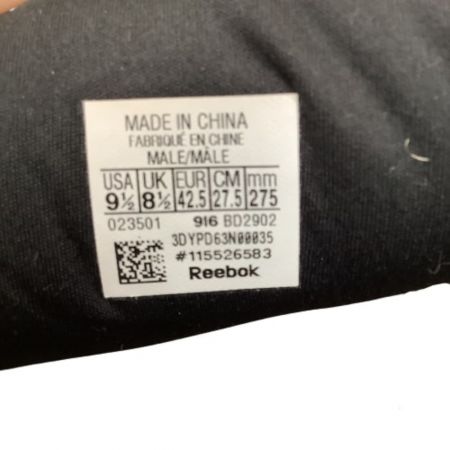 MADE IN CHINA
FABRIQUÉ EN CHINE
MALE/MÂLE
USA UK EUR CM mm
9½ 8½ 42.5 27.5 275
023501 916 BD2902
3DYPD63N00035
#115526583
Reebok